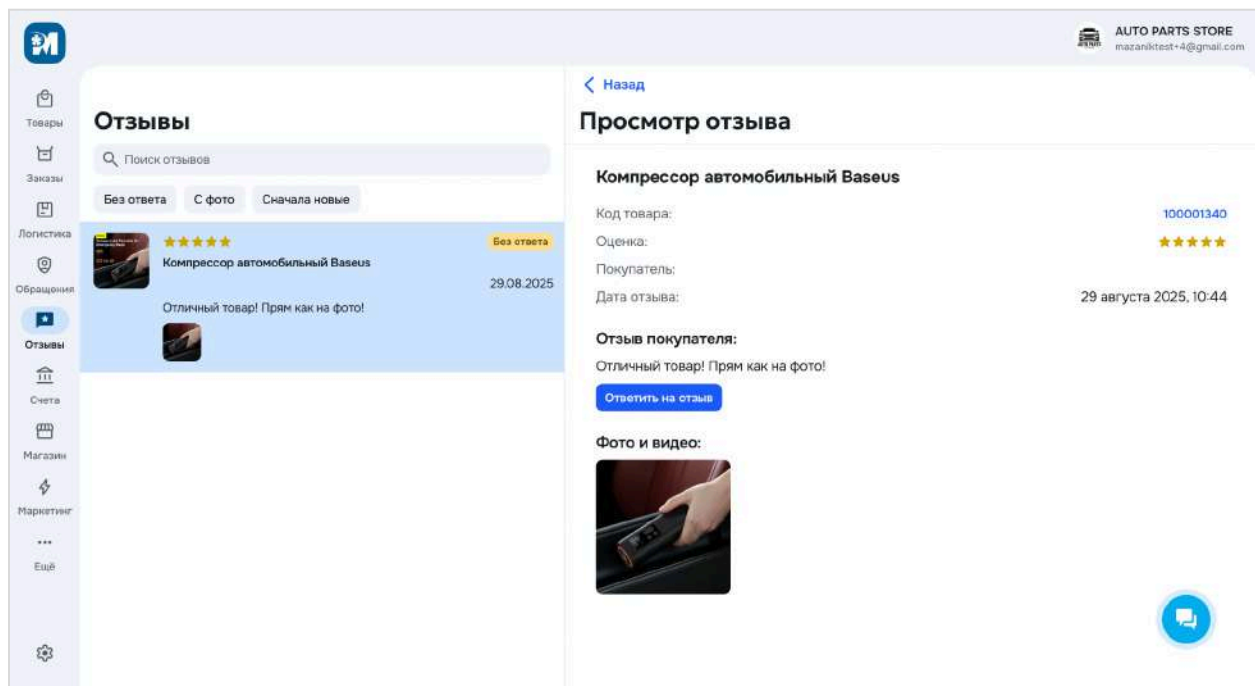 AUTO PARTS STORE
mazaniktest+4@gmail.com
Товары
Заказы
Логистика
Обращения
Отзывы
Счета
Магазин
Маркетинг
Ещё
Отзывы
Поиск отзывов
Без ответа
С фото
Сначала новые
Без ответа
Компрессор автомобильный Baseus
29.08.2025
Отличный товар! Прям как на фото!
Назад
Просмотр отзыва
Компрессор автомобильный Baseus
Код товара: 100001340
Оценка:
Покупатель:
Дата отзыва: 29 августа 2025, 10:44
Отзыв покупателя:
Отличный товар! Прям как на фото!
Ответить на отзыв
Фото и видео: